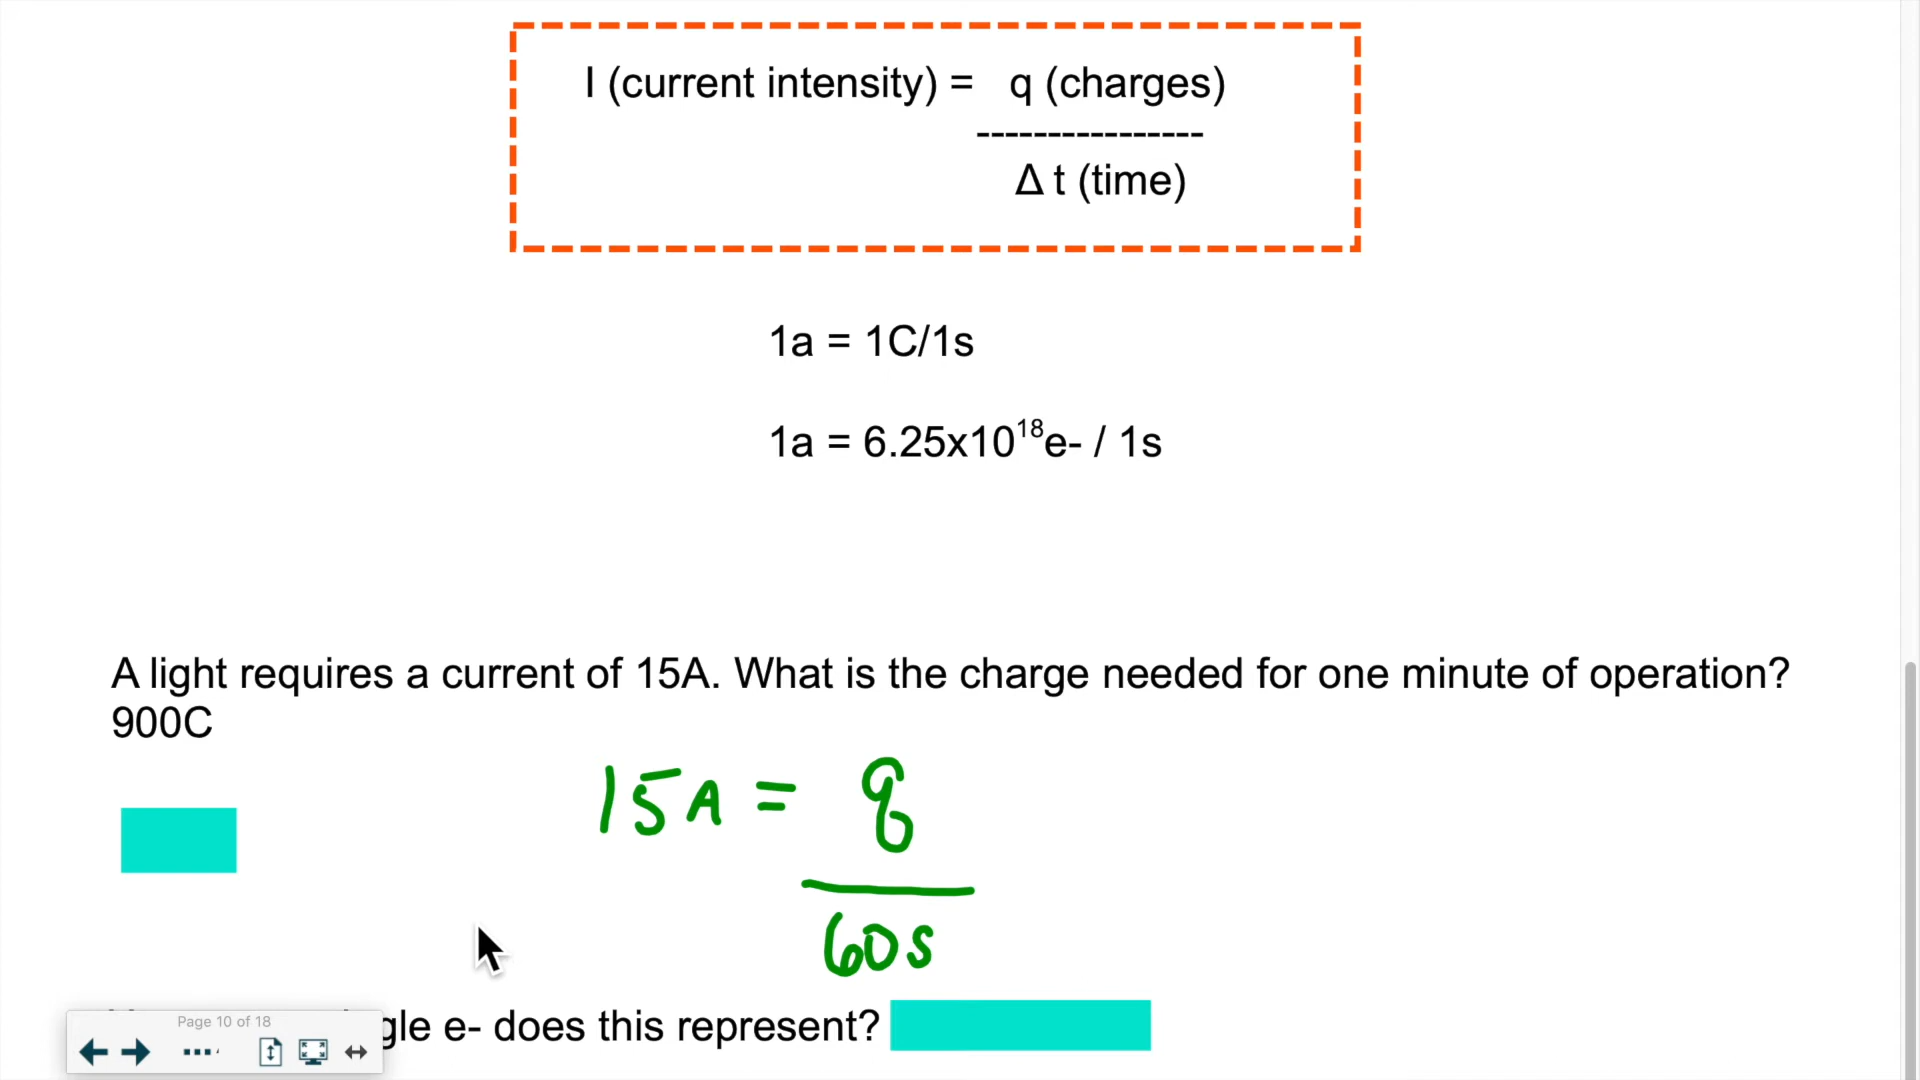 I (current intensity) = q (charges)
----------------
Δ t (time)
1a = 1C/1s
1a = 6.25x10¹⁸e- / 1s
A light requires a current of 15A. What is the charge needed for one minute of operation?
900C
15A = q
60s
gle e- does this represent?
Page 10 of 18